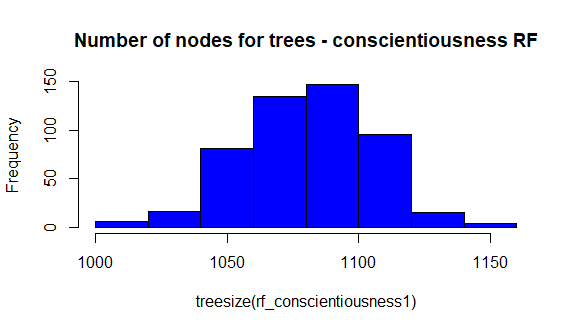 Number of nodes for trees - conscientiousness RF
Frequency
150
100
50
0
1000 1050 1100 1150
treesize(rf_conscientiousness1)